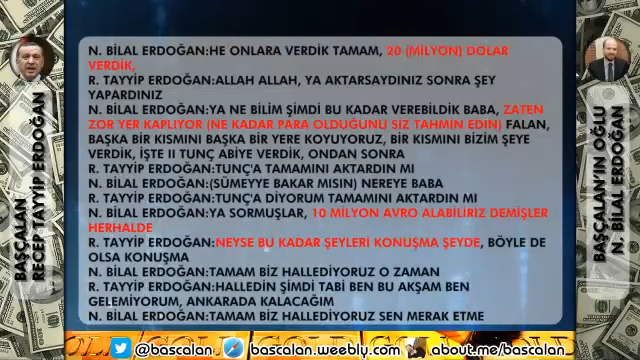 N. BİLAL ERDOĞAN:HE ONLARA VERDİK TAMAM, 20 (MİLYON) DOLAR
VERDİK,
R. TAYYİP ERDOĞAN:ALLAH ALLAH, YA AKTARSAYDINIZ SONRA ŞEY
YAPARDINIZ
N. BİLAL ERDOĞAN:YA NE BİLİM ŞİMDİ BU KADAR VEREBİLDİK BABA, ZATEN
ZOR YER KAPLIYOR (NE KADAR PARA OLDUĞUNU SİZ TAHMİN EDİN) FALAN,
BAŞKA BİR KISMINI BAŞKA BİR YERE KOYUYORUZ, BİR KISMINI BİZİM ŞEYE
VERDİK, İŞTE II TUNÇ ABİYE VERDİK, ONDAN SONRA
R. TAYYİP ERDOĞAN:TUNÇ'A TAMAMINI AKTARDIN MI
N. BİLAL ERDOĞAN:(SÜMEYYE BAKAR MISIN) NEREYE BABA
R. TAYYİP ERDOĞAN:TUNÇ'A DİYORUM TAMAMINI AKTARDIN MI
N. BİLAL ERDOĞAN:YA SORMUŞLAR, 10 MİLYON AVRO ALABİLİRİZ DEMİŞLER
HERHALDE
R. TAYYİP ERDOĞAN:NEYSE BU KADAR ŞEYLERİ KONUŞMA ŞEYDE, BÖYLE DE
OLSA KONUŞMA
N. BİLAL ERDOĞAN:TAMAM BİZ HALLEDİYORUZ O ZAMAN
R. TAYYİP ERDOĞAN:HALLEDİN ŞİMDİ TABİ BEN BU AKŞAM BEN
GELEMİYORUM, ANKARADA KALACAĞIM
N. BİLAL ERDOĞAN:TAMAM BİZ HALLEDİYORUZ SEN MERAK ETME
BAŞÇALAN
RECEP TAYYİP ERDOĞAN
BAŞÇALAN'IN OĞLU
N. BİLAL ERDOĞAN
@bascalan bascalan.weebly.com about.me/bascalan